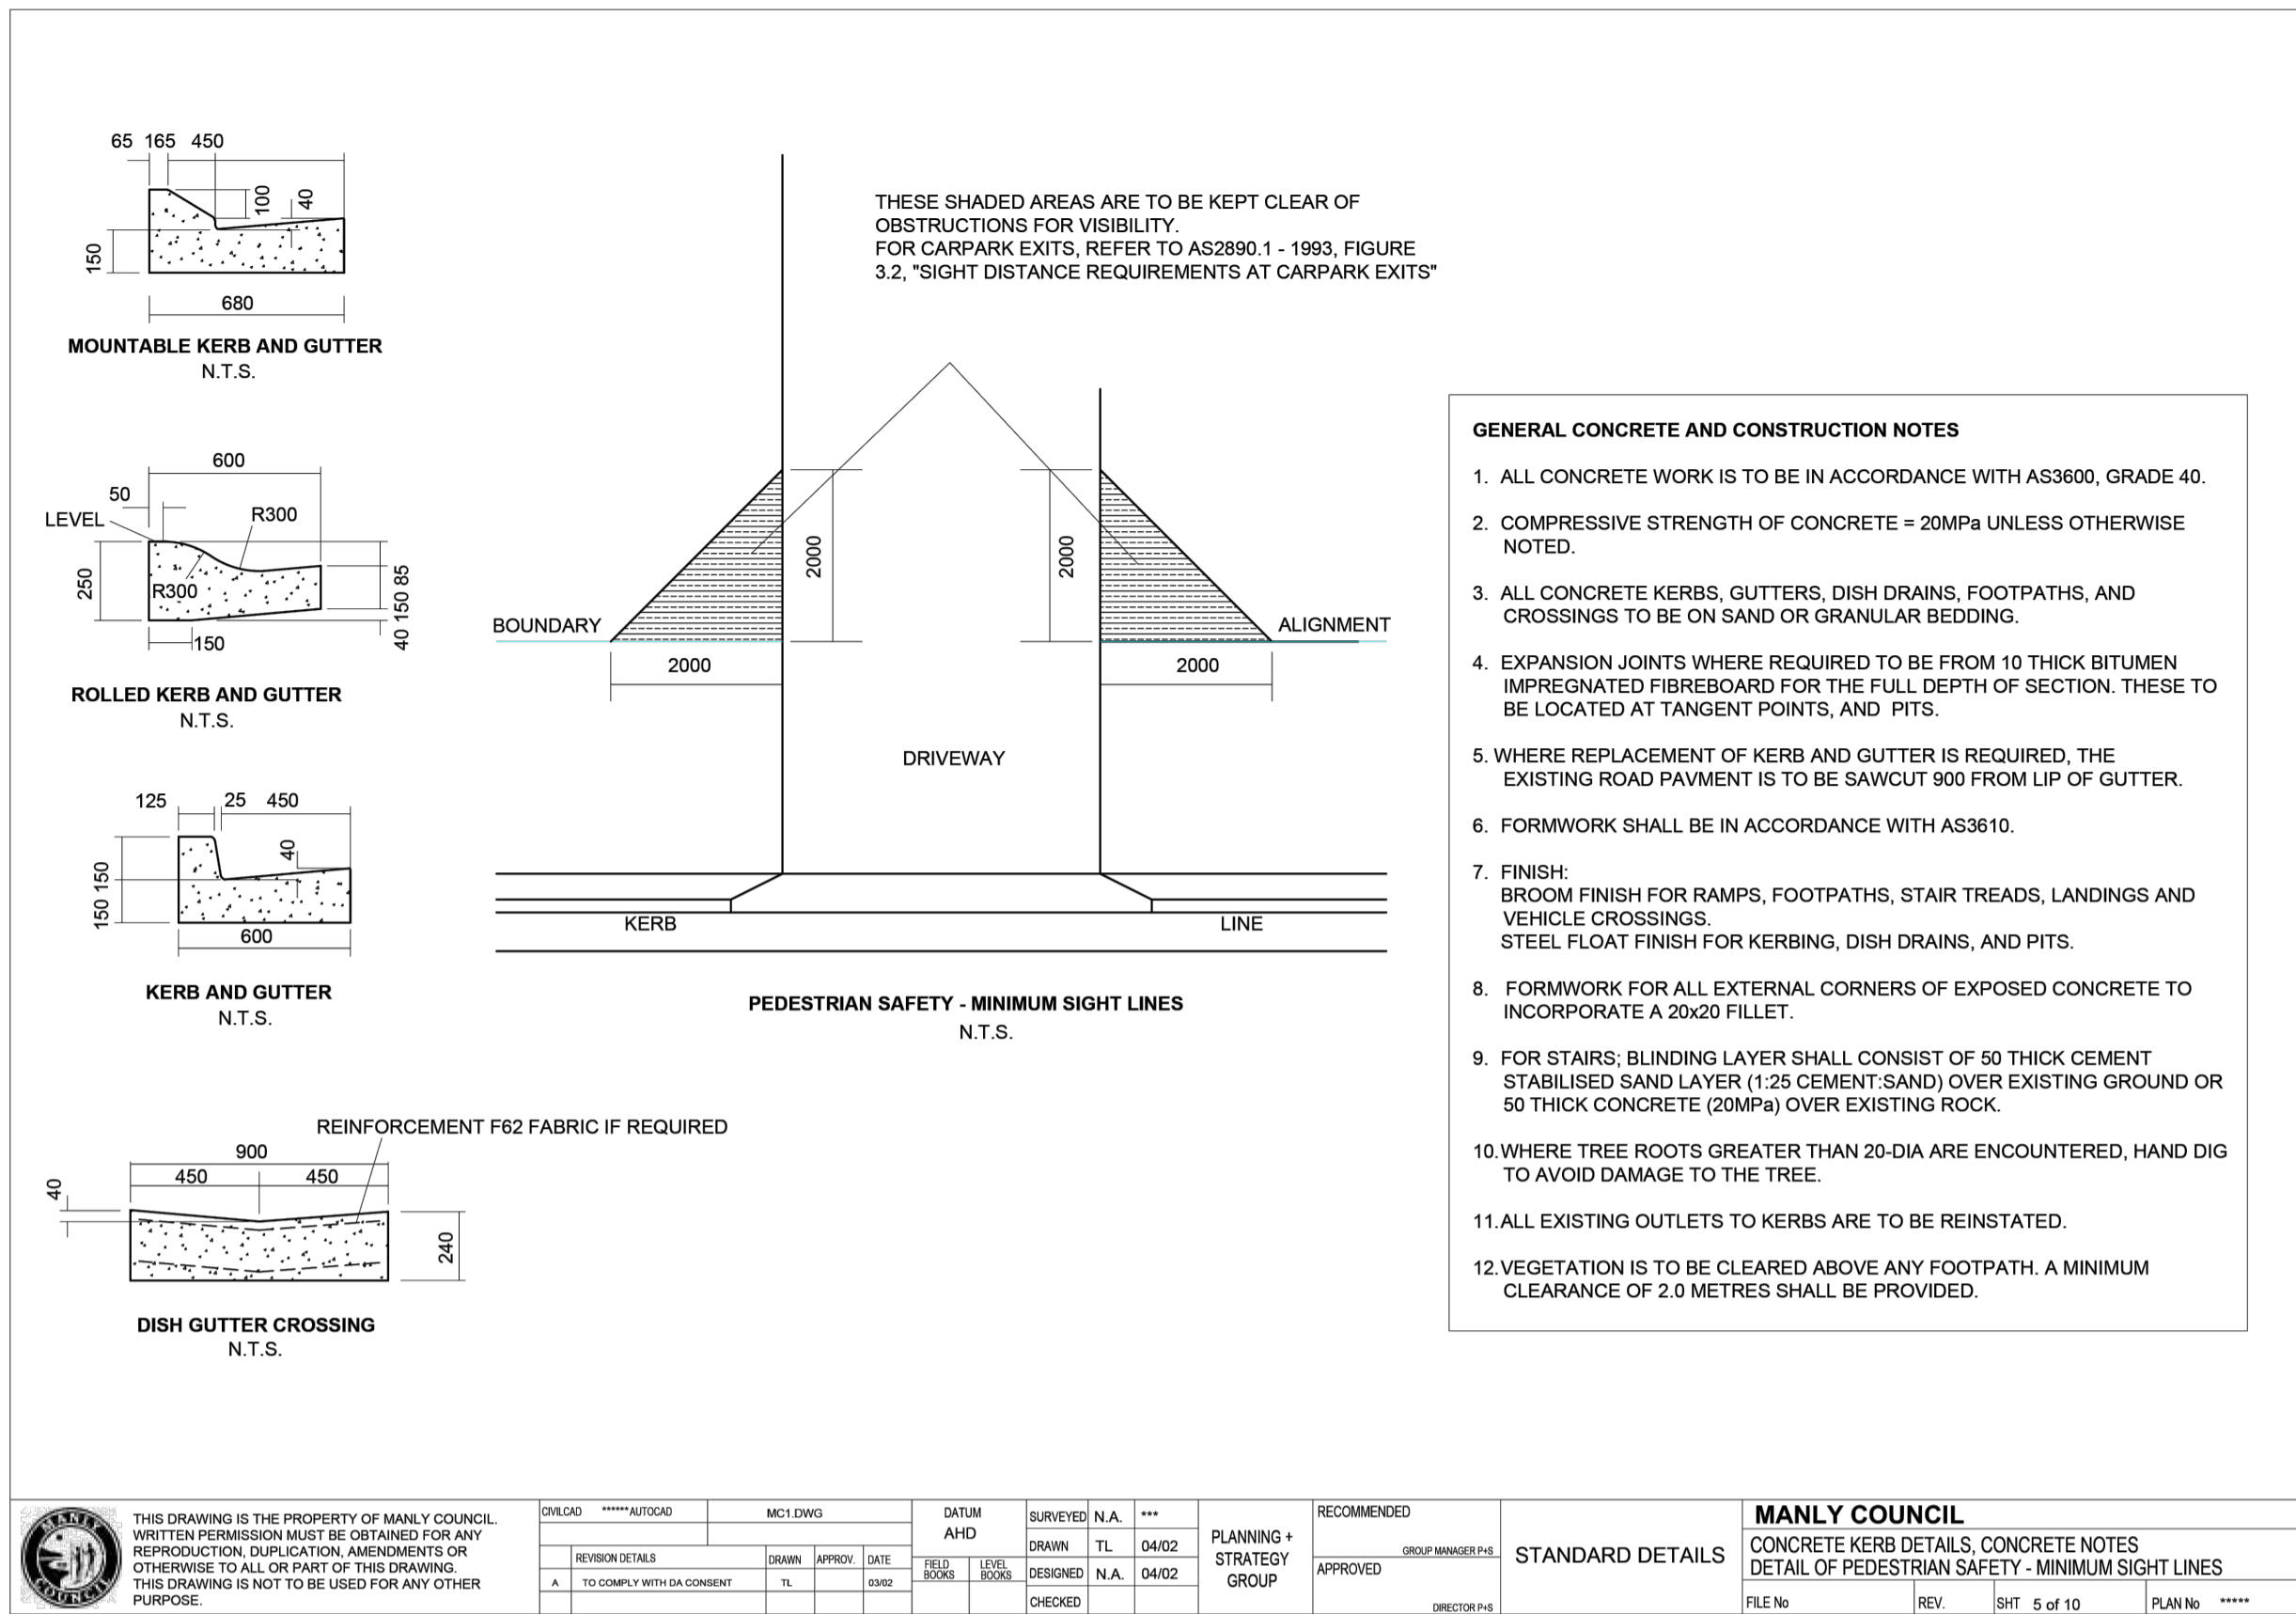 65 165 450
100
40
150
680
MOUNTABLE KERB AND GUTTER
N.T.S.
600
50
LEVEL
R300
250
R300
40 150 85
150
ROLLED KERB AND GUTTER
N.T.S.
125 25 450
40
150 150
600
KERB AND GUTTER
N.T.S.
REINFORCEMENT F62 FABRIC IF REQUIRED
900
450 450
40
240
DISH GUTTER CROSSING
N.T.S.
THESE SHADED AREAS ARE TO BE KEPT CLEAR OF
OBSTRUCTIONS FOR VISIBILITY.
FOR CARPARK EXITS, REFER TO AS2890.1 - 1993, FIGURE
3.2, "SIGHT DISTANCE REQUIREMENTS AT CARPARK EXITS"
2000
2000
BOUNDARY
ALIGNMENT
2000
2000
DRIVEWAY
KERB
LINE
PEDESTRIAN SAFETY - MINIMUM SIGHT LINES
N.T.S.
GENERAL CONCRETE AND CONSTRUCTION NOTES
1. ALL CONCRETE WORK IS TO BE IN ACCORDANCE WITH AS3600, GRADE 40.
2. COMPRESSIVE STRENGTH OF CONCRETE = 20MPa UNLESS OTHERWISE
NOTED.
3. ALL CONCRETE KERBS, GUTTERS, DISH DRAINS, FOOTPATHS, AND
CROSSINGS TO BE ON SAND OR GRANULAR BEDDING.
4. EXPANSION JOINTS WHERE REQUIRED TO BE FROM 10 THICK BITUMEN
IMPREGNATED FIBREBOARD FOR THE FULL DEPTH OF SECTION. THESE TO
BE LOCATED AT TANGENT POINTS, AND PITS.
5. WHERE REPLACEMENT OF KERB AND GUTTER IS REQUIRED, THE
EXISTING ROAD PAVMENT IS TO BE SAWCUT 900 FROM LIP OF GUTTER.
6. FORMWORK SHALL BE IN ACCORDANCE WITH AS3610.
7. FINISH:
BROOM FINISH FOR RAMPS, FOOTPATHS, STAIR TREADS, LANDINGS AND
VEHICLE CROSSINGS.
STEEL FLOAT FINISH FOR KERBING, DISH DRAINS, AND PITS.
8. FORMWORK FOR ALL EXTERNAL CORNERS OF EXPOSED CONCRETE TO
INCORPORATE A 20x20 FILLET.
9. FOR STAIRS; BLINDING LAYER SHALL CONSIST OF 50 THICK CEMENT
STABILISED SAND LAYER (1:25 CEMENT:SAND) OVER EXISTING GROUND OR
50 THICK CONCRETE (20MPa) OVER EXISTING ROCK.
10.WHERE TREE ROOTS GREATER THAN 20-DIA ARE ENCOUNTERED, HAND DIG
TO AVOID DAMAGE TO THE TREE.
11.ALL EXISTING OUTLETS TO KERBS ARE TO BE REINSTATED.
12.VEGETATION IS TO BE CLEARED ABOVE ANY FOOTPATH. A MINIMUM
CLEARANCE OF 2.0 METRES SHALL BE PROVIDED.
MANLY
COUNCIL
THIS DRAWING IS THE PROPERTY OF MANLY COUNCIL.
WRITTEN PERMISSION MUST BE OBTAINED FOR ANY
REPRODUCTION, DUPLICATION, AMENDMENTS OR
OTHERWISE TO ALL OR PART OF THIS DRAWING.
THIS DRAWING IS NOT TO BE USED FOR ANY OTHER
PURPOSE.
CIVILCAD ******AUTOCAD MC1.DWG
REVISION DETAILS DRAWN APPROV. DATE
A TO COMPLY WITH DA CONSENT TL 03/02
DATUM
AHD
FIELD BOOKS
LEVEL BOOKS
SURVEYED N.A. ***
DRAWN TL 04/02
DESIGNED N.A. 04/02
CHECKED
PLANNING +
STRATEGY
GROUP
RECOMMENDED
GROUP MANAGER P+S
APPROVED
DIRECTOR P+S
STANDARD DETAILS
MANLY COUNCIL
CONCRETE KERB DETAILS, CONCRETE NOTES
DETAIL OF PEDESTRIAN SAFETY - MINIMUM SIGHT LINES
FILE No REV. SHT 5 of 10 PLAN No *****